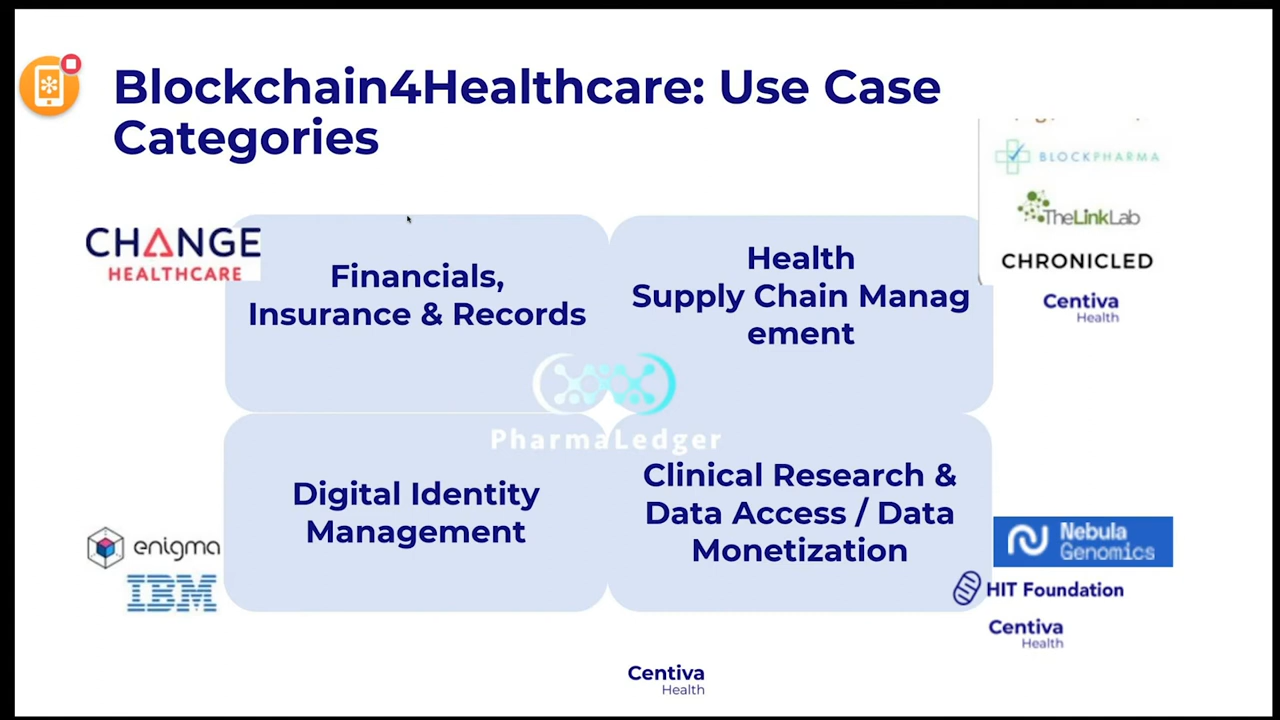 Blockchain4Healthcare: Use Case
Categories
CHANGE
HEALTHCARE
Financials,
Insurance & Records
Health
Supply Chain Manag
ement
BLOCKPHARMA
TheLinkLab
CHRONICLED
Centiva
Health
PharmaLedger
Digital Identity
Management
Clinical Research &
Data Access / Data
Monetization
enigma
IBM
Nebula
Genomics
HIT Foundation
Centiva
Health
Centiva
Health